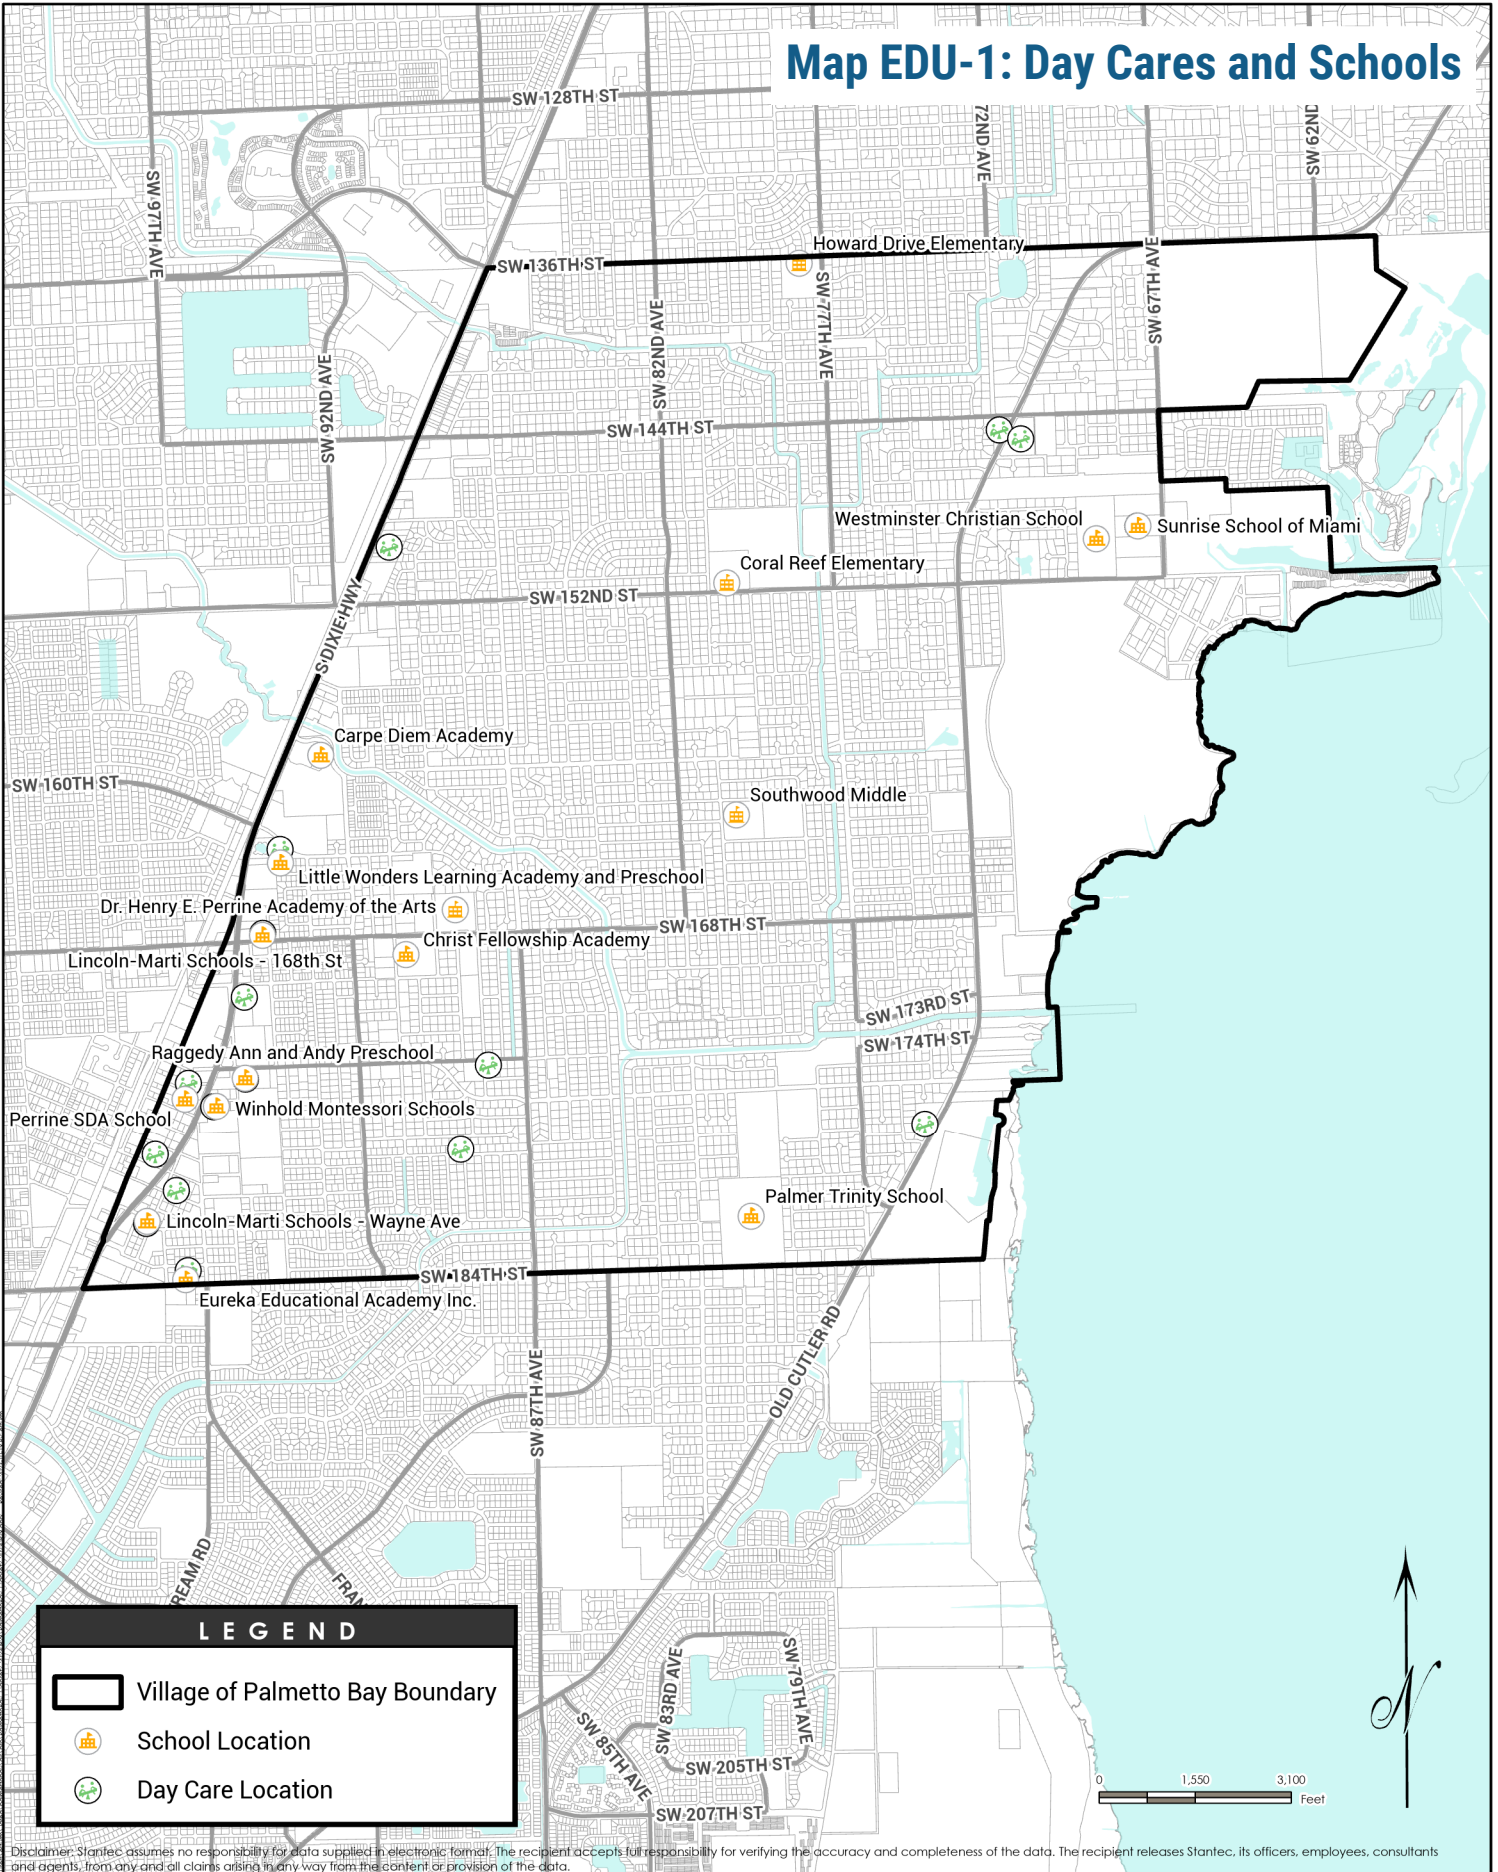 Map EDU-1: Day Cares and Schools
SW 128TH ST
72ND AVE
SW 62ND
SW 97TH AVE
Howard Drive Elementary
SW 136TH ST
SW 67TH AVE
SW 77TH AVE
SW 82ND AVE
SW 92ND AVE
SW 144TH ST
Westminster Christian School
Sunrise School of Miami
Coral Reef Elementary
SW 152ND ST
S DIXIE HWY
Carpe Diem Academy
SW 160TH ST
Southwood Middle
Little Wonders Learning Academy and Preschool
Dr. Henry E. Perrine Academy of the Arts
SW 168TH ST
Christ Fellowship Academy
Lincoln-Marti Schools - 168th St
SW 173RD ST
SW 174TH ST
Raggedy Ann and Andy Preschool
Winhold Montessori Schools
Perrine SDA School
Palmer Trinity School
Lincoln-Marti Schools - Wayne Ave
SW 184TH ST
Eureka Educational Academy Inc.
OLD CUTLER RD
SW 87TH AVE
REAM RD
FRAN
LEGEND
Village of Palmetto Bay Boundary
School Location
Day Care Location
SW 83RD AVE
SW 79TH AVE
SW 85TH AVE
SW 205TH ST
SW 207TH ST
N
0 1,550 3,100
Feet
Disclaimer: Stantec assumes no responsibility for data supplied in electronic format. The recipient accepts full responsibility for verifying the accuracy and completeness of the data. The recipient releases Stantec, its officers, employees, consultants
and agents, from any and all claims arising in any way from the content or provision of the data.